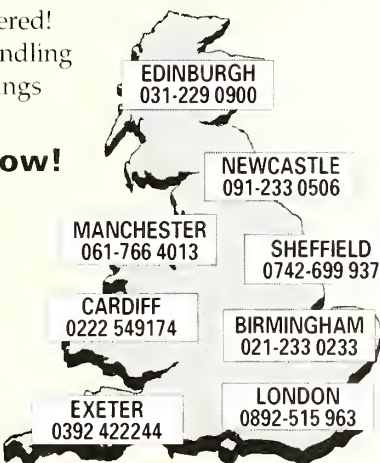 ered!
ndling
ngs
ow!
EDINBURGH
031-229 0900
NEWCASTLE
091-233 0506
MANCHESTER
061-766 4013
SHEFFIELD
0742-699 937
CARDIFF
0222 549174
BIRMINGHAM
021-233 0233
EXETER
0392 422244
LONDON
0892-515 963